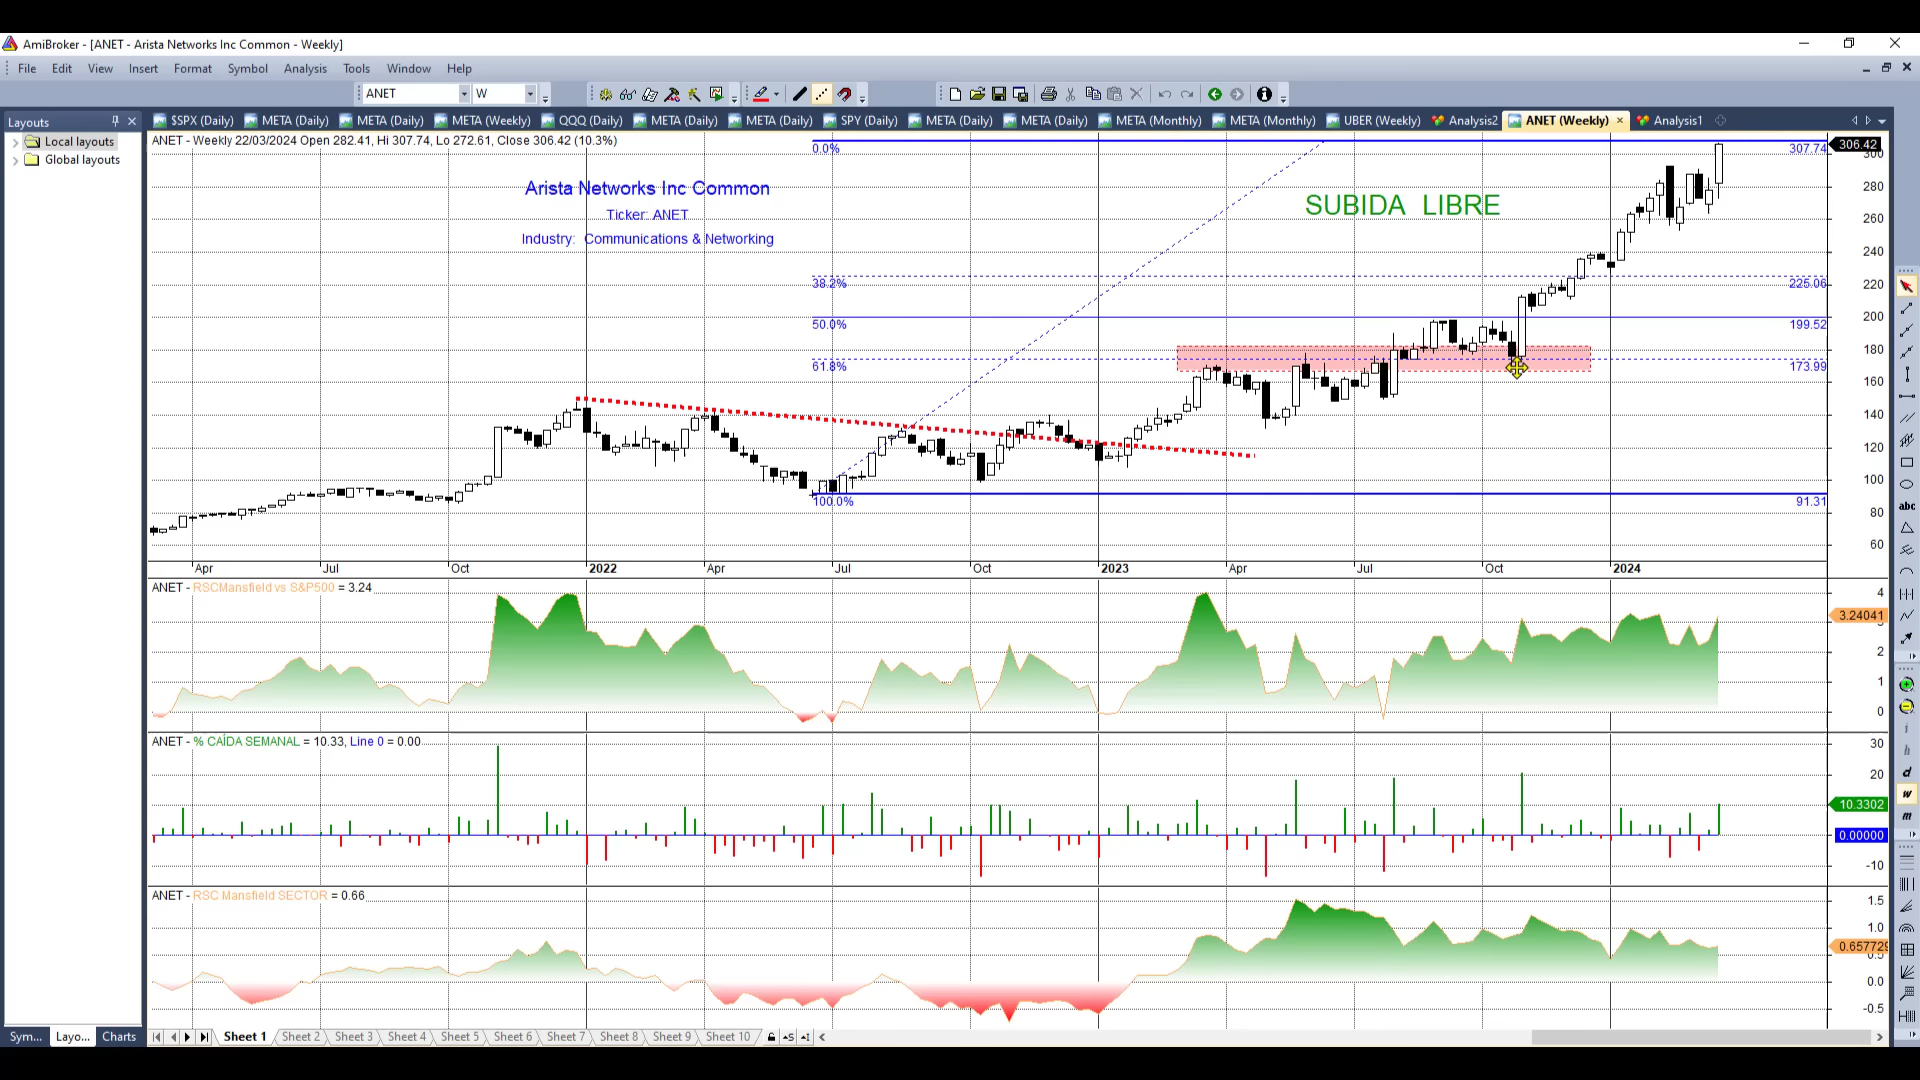 AmiBroker - [ANET - Arista Networks Inc Common - Weekly]
File Edit View Insert Format Symbol Analysis Tools Window Help
ANET W
Layouts
$SPX (Daily) META (Daily) META (Daily) META (Weekly) QQQ (Daily) META (Daily) META (Daily) SPY (Daily) META (Daily) META (Daily) META (Monthly) META (Monthly) UBER (Weekly) Analysis2 ANET (Weekly) Analysis1
Local layouts
Global layouts
ANET - Weekly 22/03/2024 Open 282.41, Hi 307.74, Lo 272.61, Close 306.42 (10.3%)
0.0% 307.74
306.42
300
Arista Networks Inc Common
Ticker: ANET
Industry: Communications & Networking
SUBIDA LIBRE
280
260
240
38.2% 225.06
220
50.0% 199.52
200
180
61.8% 173.99
160
140
120
100
100.0% 91.31
80
60
Apr Jul Oct 2022 Apr Jul Oct 2023 Apr Jul Oct 2024
ANET - RSCMansfield vs S&P500 = 3.24
4
3.24041
3
2
1
0
ANET - % CAÍDA SEMANAL = 10.33, Line 0 = 0.00
30
20
10.3302
0.00000
-10
ANET - RSC Mansfield SECTOR = 0.66
1.5
1.0
0.657729
0.5
0.0
-0.5
abc
i
h
d
w
m
Sym... Layo... Charts
Sheet 1 Sheet 2 Sheet 3 Sheet 4 Sheet 5 Sheet 6 Sheet 7 Sheet 8 Sheet 9 Sheet 10